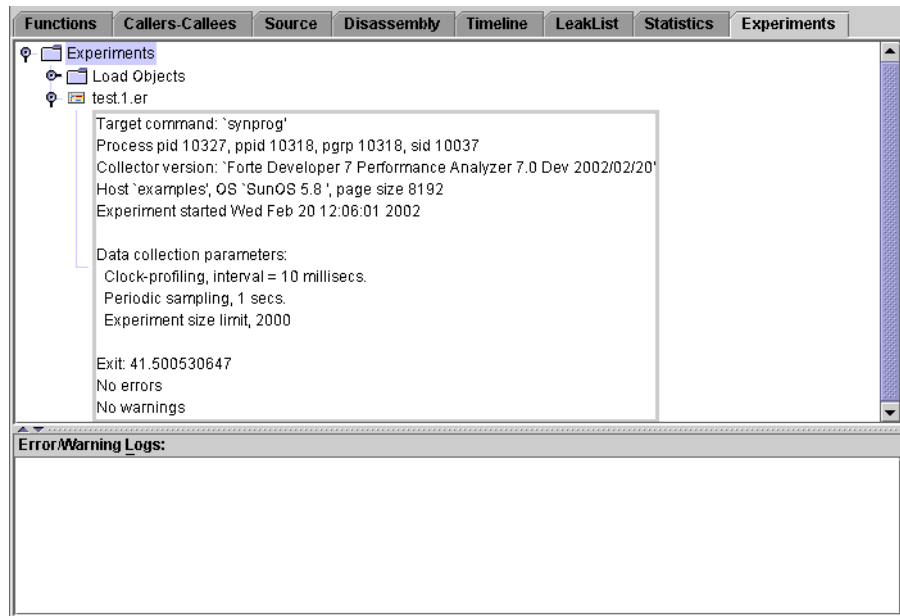 Functions Callers-Callees Source Disassembly Timeline LeakList Statistics Experiments
Experiments
Load Objects
test.1.er
Target command: `synprog'
Process pid 10327, ppid 10318, pgrp 10318, sid 10037
Collector version: `Forte Developer 7 Performance Analyzer 7.0 Dev 2002/02/20'
Host `examples', OS `SunOS 5.8 ', page size 8192
Experiment started Wed Feb 20 12:06:01 2002
Data collection parameters:
Clock-profiling, interval = 10 millisecs.
Periodic sampling, 1 secs.
Experiment size limit, 2000
Exit: 41.500530647
No errors
No warnings
Error/Warning Logs: